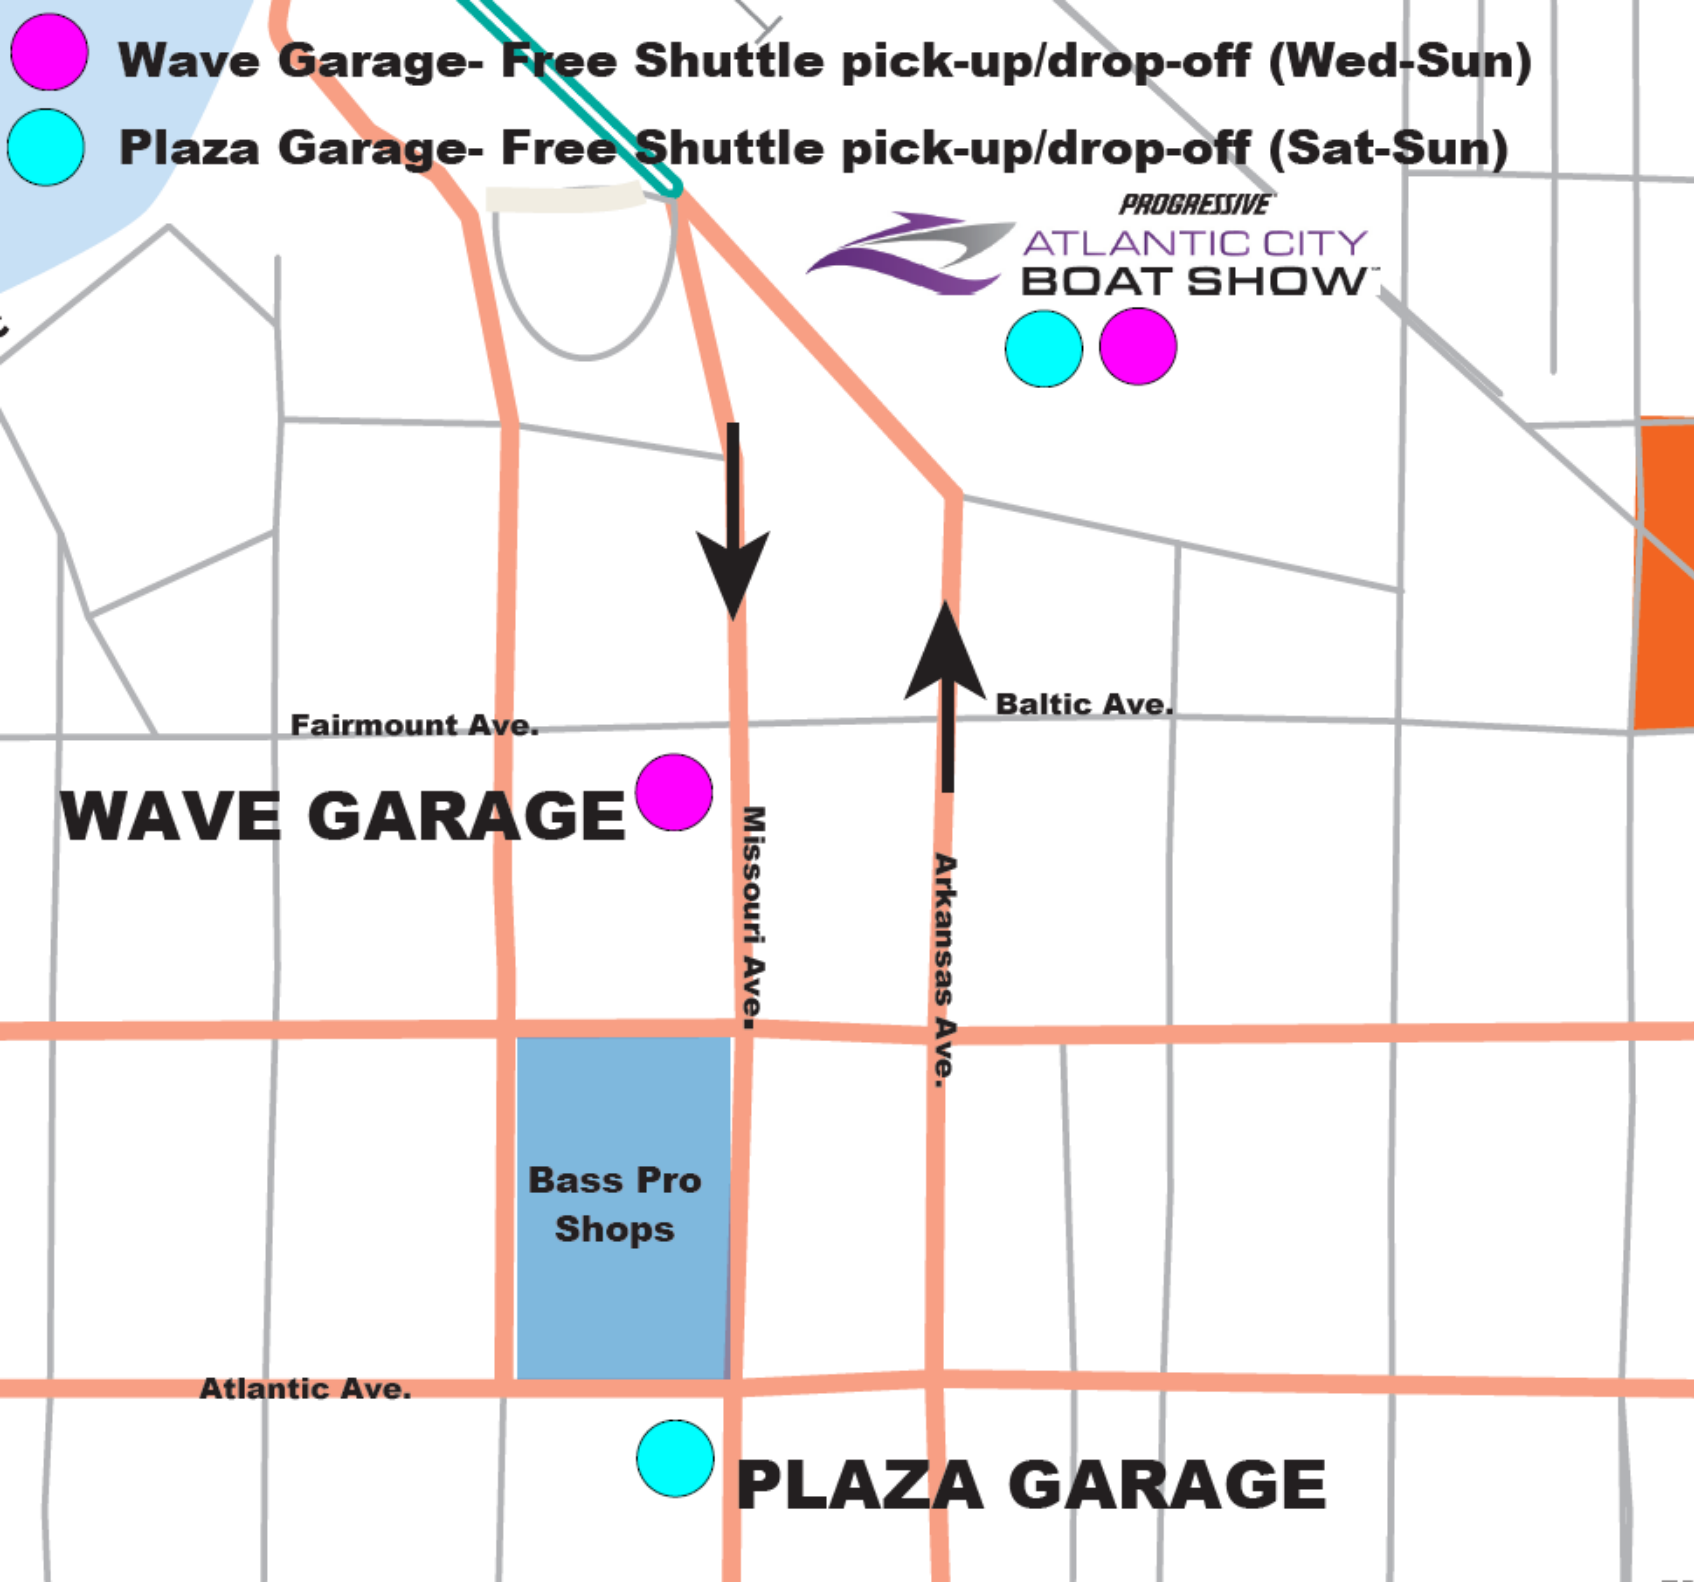 Wave Garage- Free Shuttle pick-up/drop-off (Wed-Sun)
Plaza Garage- Free Shuttle pick-up/drop-off (Sat-Sun)
PROGRESSIVE
ATLANTIC CITY
BOAT SHOW
Baltic Ave.
Fairmount Ave.
WAVE GARAGE
Missouri Ave.
Arkansas Ave.
Bass Pro
Shops
Atlantic Ave.
PLAZA GARAGE